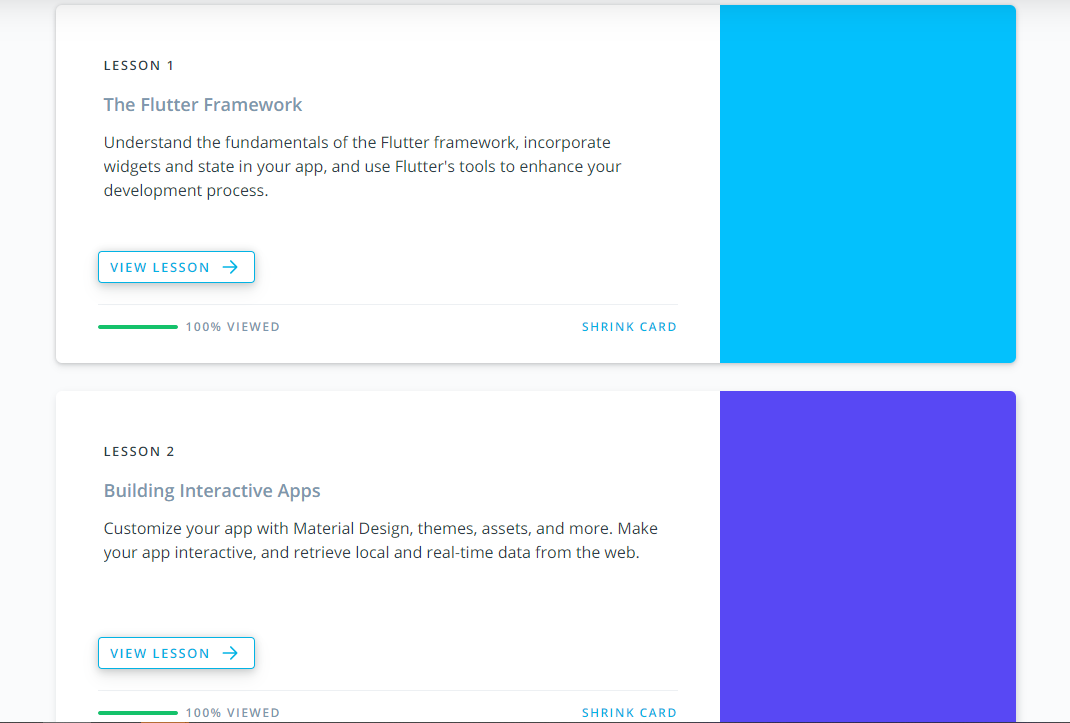 LESSON 1
The Flutter Framework
Understand the fundamentals of the Flutter framework, incorporate
widgets and state in your app, and use Flutter's tools to enhance your
development process.
VIEW LESSON
100% VIEWED
SHRINK CARD
LESSON 2
Building Interactive Apps
Customize your app with Material Design, themes, assets, and more. Make
your app interactive, and retrieve local and real-time data from the web.
VIEW LESSON
100% VIEWED
SHRINK CARD